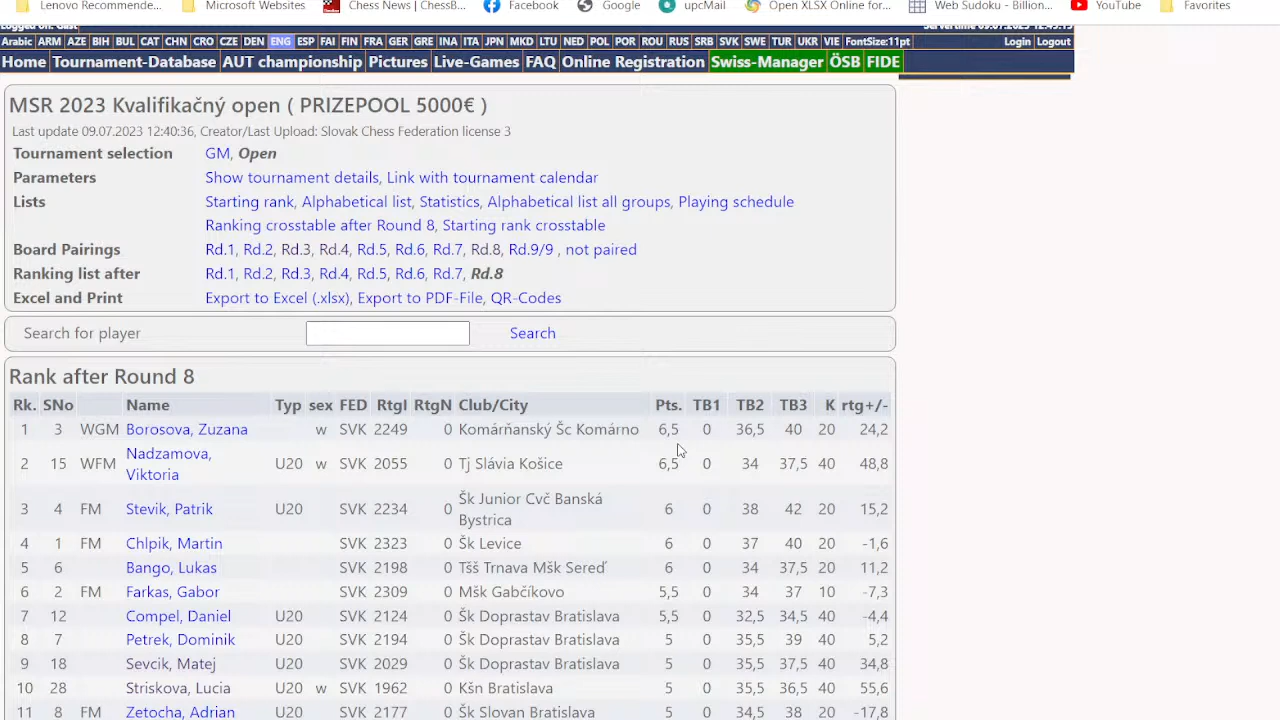 Lenovo Recommende... Microsoft Websites Chess News | ChessB... Facebook Google upcMail Open XLSX Online for... Web Sudoku - Billion... YouTube Favorites
Logged on: Gast Servertime 09.07.2023 12:49:19
Arabic ARM AZE BIH BUL CAT CHN CRO CZE DEN ENG ESP FAI FIN FRA GER GRE INA ITA JPN MKD LTU NED POL POR ROU RUS SRB SVK SWE TUR UKR VIE FontSize:11pt Login Logout
Home Tournament-Database AUT championship Pictures Live-Games FAQ Online Registration Swiss-Manager ÖSB FIDE
MSR 2023 Kvalifikačný open ( PRIZEPOOL 5000€ )
Last update 09.07.2023 12:40:36, Creator/Last Upload: Slovak Chess Federation license 3
Tournament selection GM, Open
Parameters Show tournament details, Link with tournament calendar
Lists Starting rank, Alphabetical list, Statistics, Alphabetical list all groups, Playing schedule
Ranking crosstable after Round 8, Starting rank crosstable
Board Pairings Rd.1, Rd.2, Rd.3, Rd.4, Rd.5, Rd.6, Rd.7, Rd.8, Rd.9/9 , not paired
Ranking list after Rd.1, Rd.2, Rd.3, Rd.4, Rd.5, Rd.6, Rd.7, Rd.8
Excel and Print Export to Excel (.xlsx), Export to PDF-File, QR-Codes
Search for player Search
Rank after Round 8
Rk. SNo Name Typ sex FED RtgI RtgN Club/City Pts. TB1 TB2 TB3 K rtg+/-
1 3 WGM Borosova, Zuzana w SVK 2249 0 Komárňanský Šc Komárno 6,5 0 36,5 40 20 24,2
2 15 WFM Nadzamova, Viktoria U20 w SVK 2055 0 Tj Slávia Košice 6,5 0 34 37,5 40 48,8
3 4 FM Stevik, Patrik U20 SVK 2234 0 Šk Junior Cvč Banská Bystrica 6 0 38 42 20 15,2
4 1 FM Chlpik, Martin SVK 2323 0 Šk Levice 6 0 37 40 20 -1,6
5 6 Bango, Lukas SVK 2198 0 Tšš Trnava Mšk Sereď 6 0 34 37,5 20 11,2
6 2 FM Farkas, Gabor SVK 2309 0 Mšk Gabčíkovo 5,5 0 34 37 10 -7,3
7 12 Compel, Daniel U20 SVK 2124 0 Šk Doprastav Bratislava 5,5 0 32,5 34,5 40 -4,4
8 7 Petrek, Dominik U20 SVK 2194 0 Šk Doprastav Bratislava 5 0 35,5 39 40 5,2
9 18 Sevcik, Matej U20 SVK 2029 0 Šk Doprastav Bratislava 5 0 35,5 37,5 40 34,8
10 28 Striskova, Lucia U20 w SVK 1962 0 Kšn Bratislava 5 0 35,5 36,5 40 55,6
11 8 FM Zetocha, Adrian U20 SVK 2177 0 Šk Slovan Bratislava 5 0 34,5 38 20 -17,8